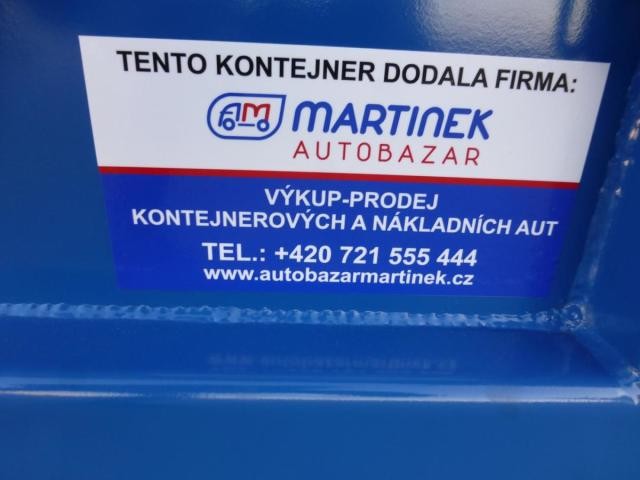 TENTO KONTEJNER DODALA FIRMA:
AM MARTINEK
AUTOBAZAR
VÝKUP-PRODEJ
KONTEJNEROVÝCH A NÁKLADNÍCH AUT
TEL.: +420 721 555 444
www.autobazarmartinek.cz